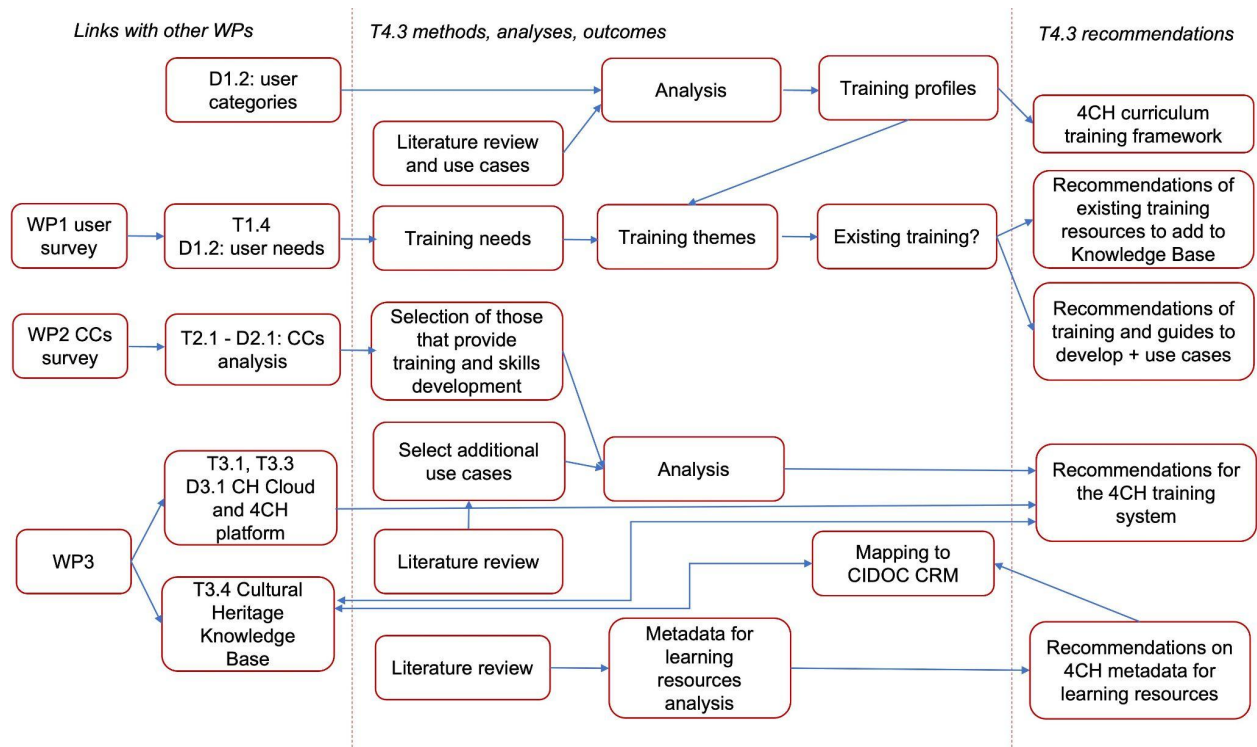 Links with other WPs
T4.3 methods, analyses, outcomes
T4.3 recommendations
D1.2: user
categories
Analysis
Training profiles
4CH curriculum
training framework
Literature review
and use cases
WP1 user
survey
T1.4
D1.2: user needs
Training needs
Training themes
Existing training?
Recommendations of
existing training
resources to add to
Knowledge Base
WP2 CCs
survey
T2.1 - D2.1: CCs
analysis
Selection of those
that provide
training and skills
development
Recommendations of
training and guides to
develop + use cases
T3.1, T3.3
D3.1 CH Cloud
and 4CH
platform
Select additional
use cases
Analysis
Recommendations for
the 4CH training
system
WP3
Literature review
Mapping to
CIDOC CRM
T3.4 Cultural
Heritage
Knowledge
Base
Literature review
Metadata for
learning
resources
analysis
Recommendations on
4CH metadata for
learning resources